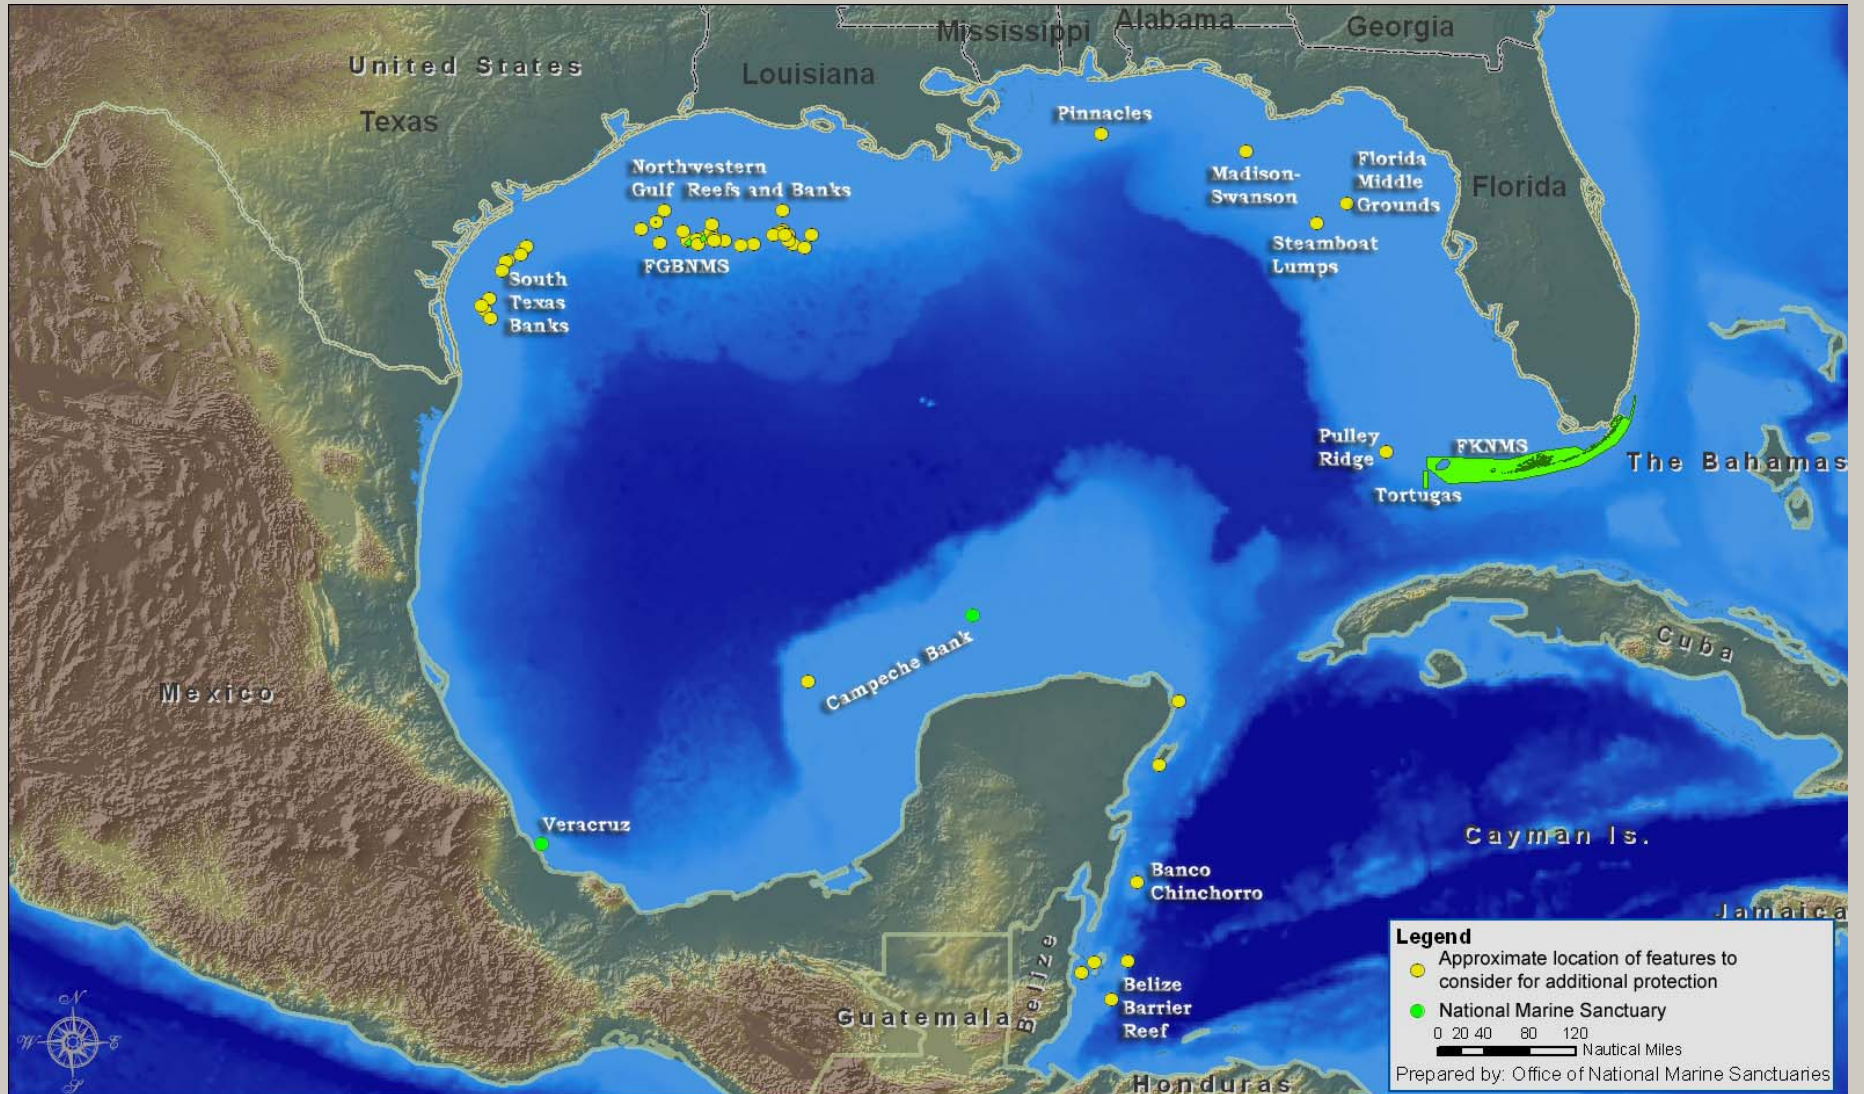 Mississippi
Alabama
Georgia
United States
Louisiana
Texas
Pinnacles
Northwestern
Gulf Reefs and Banks
Florida
Middle
Grounds
Madison-
Swanson
Florida
Steamboat
Lumps
FGBNMS
South
Texas
Banks
Pulley
Ridge
FKNMS
The Bahamas
Tortugas
Campeche Bank
Cuba
Mexico
Veracruz
Cayman Is.
Banco
Chinchorro
Jamaica
Belize
Belize
Barrier
Reef
Guatemala
Honduras
N
W
E
S
Legend
Approximate location of features to
consider for additional protection
National Marine Sanctuary
0 20 40 80 120
Nautical Miles
Prepared by: Office of National Marine Sanctuaries